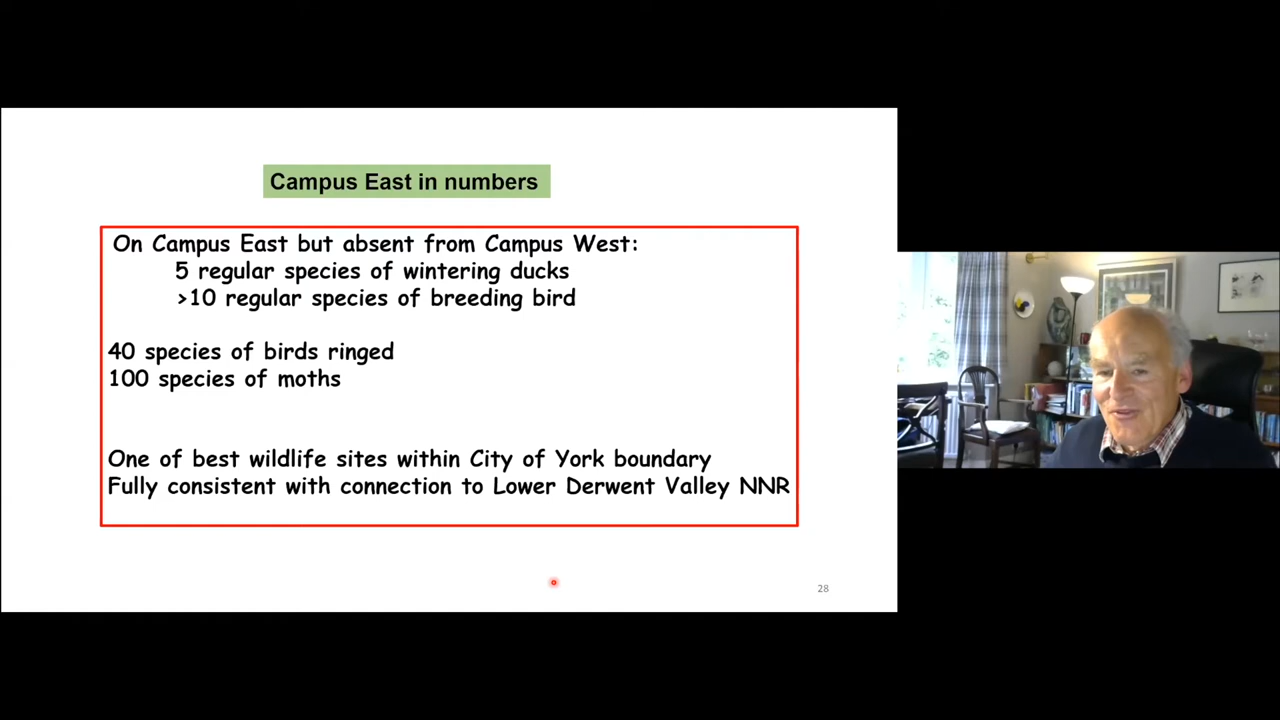 Campus East in numbers
On Campus East but absent from Campus West:
5 regular species of wintering ducks
>10 regular species of breeding bird
40 species of birds ringed
100 species of moths
One of best wildlife sites within City of York boundary
Fully consistent with connection to Lower Derwent Valley NNR
28